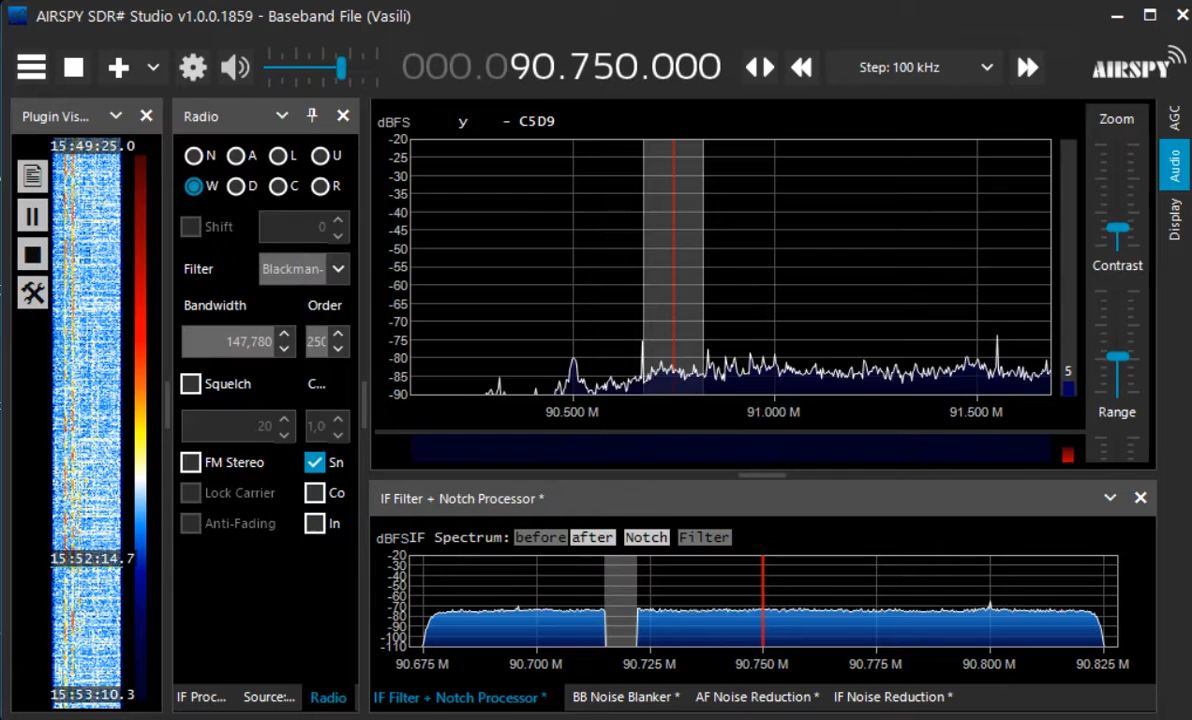 AIRSPY SDR# Studio v1.0.0.1859 - Baseband File (Vasili)
000.090.750.000
Step: 100 kHz
AIRSPY
Plugin Vis...
Radio
15:49:25.0
15:52:14.7
15:53:10.3
N A L U
W D C R
Shift 0
Filter Blackman-
Bandwidth Order
147,780 250
Squelch C...
20 1,0
FM Stereo Sn
Lock Carrier Co
Anti-Fading In
IF Proc... Source:... Radio
dBFS y - C5D9
-20
-25
-30
-35
-40
-45
-50
-55
-60
-65
-70
-75
-80
-85
-90
90.500 M 91.000 M 91.500 M
5
Zoom
Contrast
Range
AGC
Audio
Display
IF Filter + Notch Processor *
dBFS IF Spectrum: before after Notch Filter
-20
-30
-40
-50
-60
-70
-80
-90
-100
-110
90.675 M 90.700 M 90.725 M 90.750 M 90.775 M 90.800 M 90.825 M
IF Filter + Notch Processor * BB Noise Blanker * AF Noise Reduction * IF Noise Reduction *